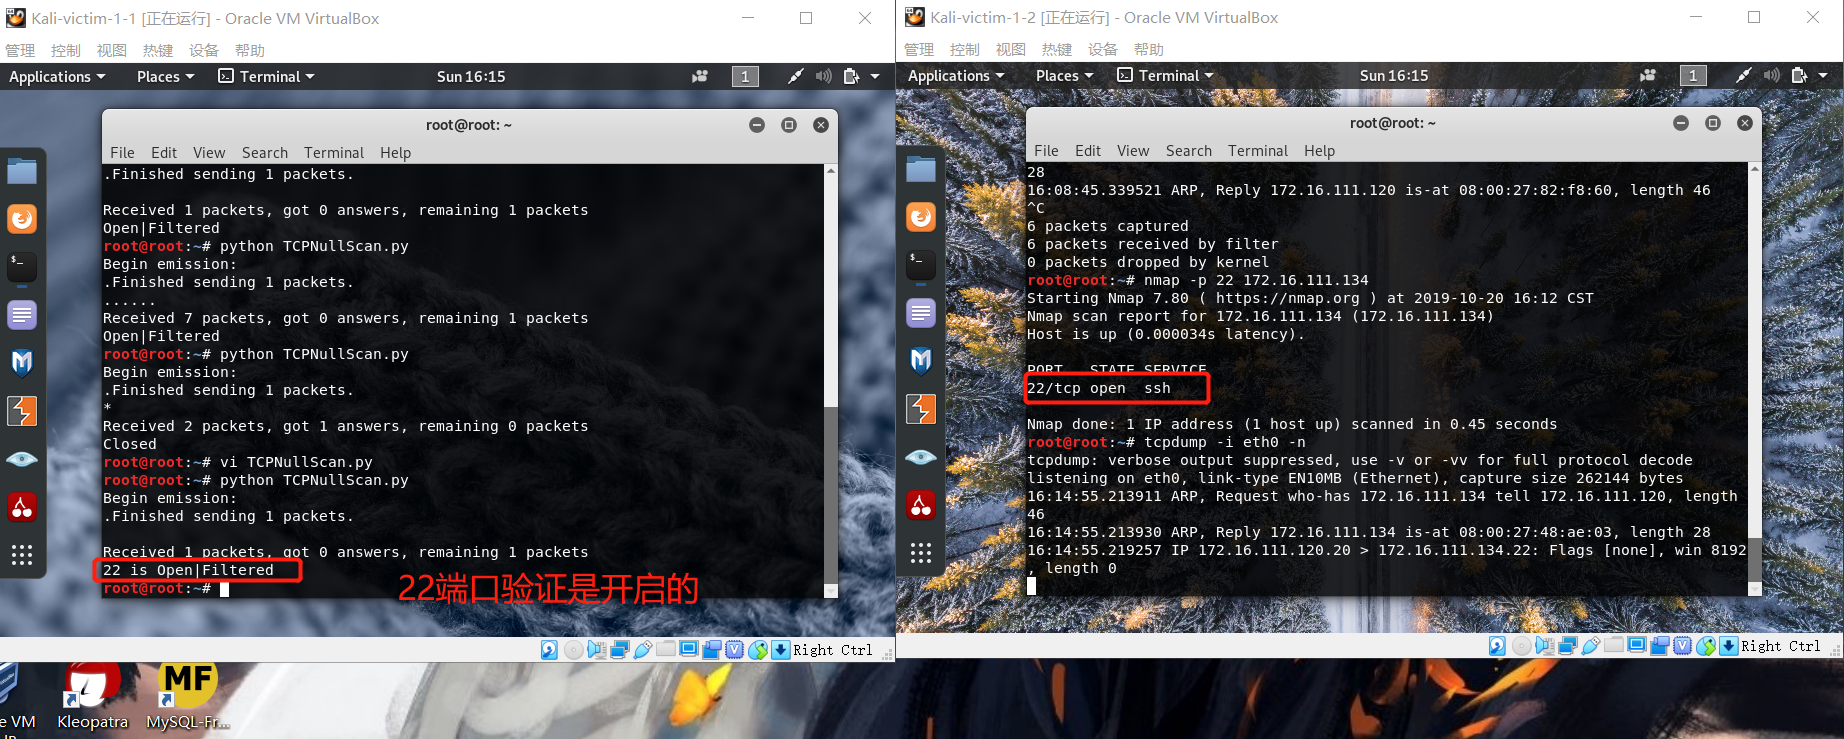 Kali-victim-1-1 [正在运行] - Oracle VM VirtualBox
管理 控制 视图 热键 设备 帮助
Applications Places Terminal Sun 16:15 1
root@root: ~
File Edit View Search Terminal Help
.Finished sending 1 packets.
Received 1 packets, got 0 answers, remaining 1 packets
Open|Filtered
root@root:~# python TCPNullScan.py
Begin emission:
.Finished sending 1 packets.
......
Received 7 packets, got 0 answers, remaining 1 packets
Open|Filtered
root@root:~# python TCPNullScan.py
Begin emission:
.Finished sending 1 packets.
*
Received 2 packets, got 1 answers, remaining 0 packets
Closed
root@root:~# vi TCPNullScan.py
root@root:~# python TCPNullScan.py
Begin emission:
.Finished sending 1 packets.
Received 1 packets, got 0 answers, remaining 1 packets
22 is Open|Filtered
root@root:~#
22端口验证是开启的
Right Ctrl
Kali-victim-1-2 [正在运行] - Oracle VM VirtualBox
管理 控制 视图 热键 设备 帮助
Applications Places Terminal Sun 16:15 1
root@root: ~
File Edit View Search Terminal Help
28
16:08:45.339521 ARP, Reply 172.16.111.120 is-at 08:00:27:82:f8:60, length 46
^C
6 packets captured
6 packets received by filter
0 packets dropped by kernel
root@root:~# nmap -p 22 172.16.111.134
Starting Nmap 7.80 ( https://nmap.org ) at 2019-10-20 16:12 CST
Nmap scan report for 172.16.111.134 (172.16.111.134)
Host is up (0.000034s latency).
PORT STATE SERVICE
22/tcp open ssh
Nmap done: 1 IP address (1 host up) scanned in 0.45 seconds
root@root:~# tcpdump -i eth0 -n
tcpdump: verbose output suppressed, use -v or -vv for full protocol decode
listening on eth0, link-type EN10MB (Ethernet), capture size 262144 bytes
16:14:55.213911 ARP, Request who-has 172.16.111.134 tell 172.16.111.120, length
46
16:14:55.213930 ARP, Reply 172.16.111.134 is-at 08:00:27:48:ae:03, length 28
16:14:55.219257 IP 172.16.111.120.20 > 172.16.111.134.22: Flags [none], win 8192
, length 0
Right Ctrl
MF
e VM Kleopatra MySQL-Fr...